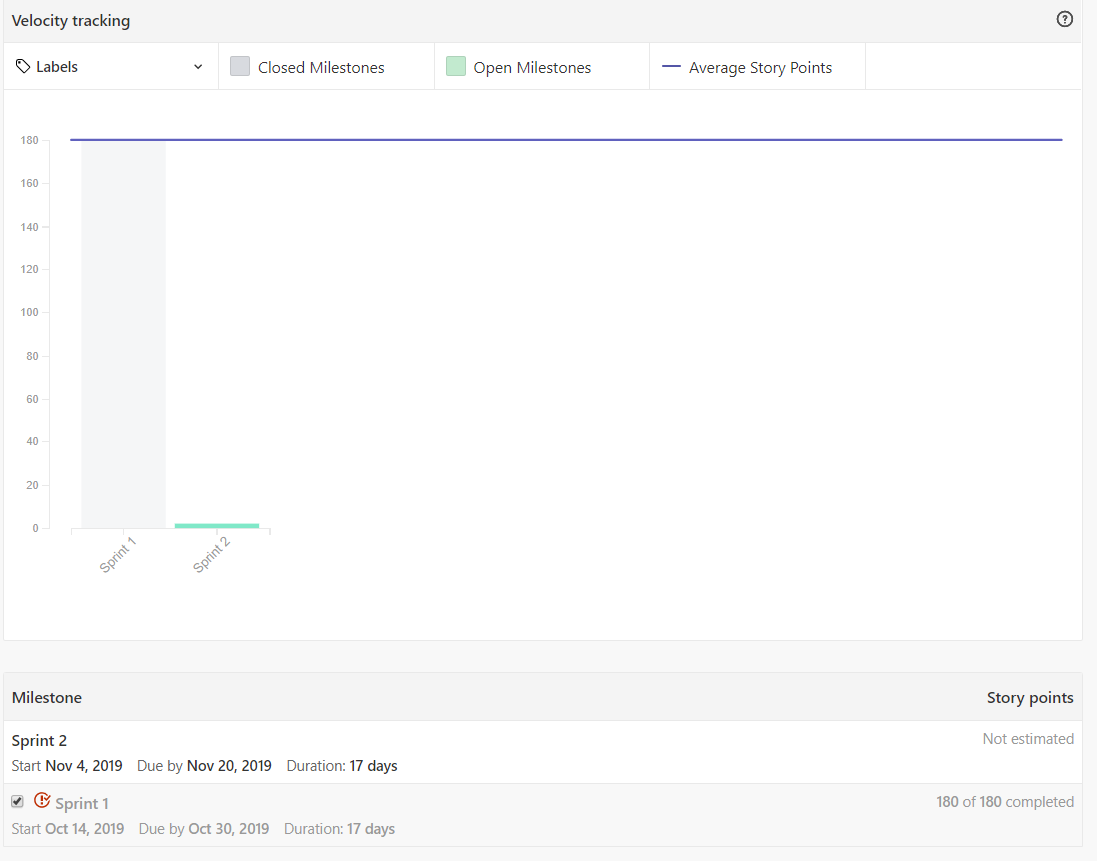 Velocity tracking
Labels
Closed Milestones
Open Milestones
Average Story Points
180
160
140
120
100
80
60
40
20
0
Sprint 1
Sprint 2
Milestone
Story points
Sprint 2
Not estimated
Start Nov 4, 2019 Due by Nov 20, 2019 Duration: 17 days
Sprint 1
180 of 180 completed
Start Oct 14, 2019 Due by Oct 30, 2019 Duration: 17 days